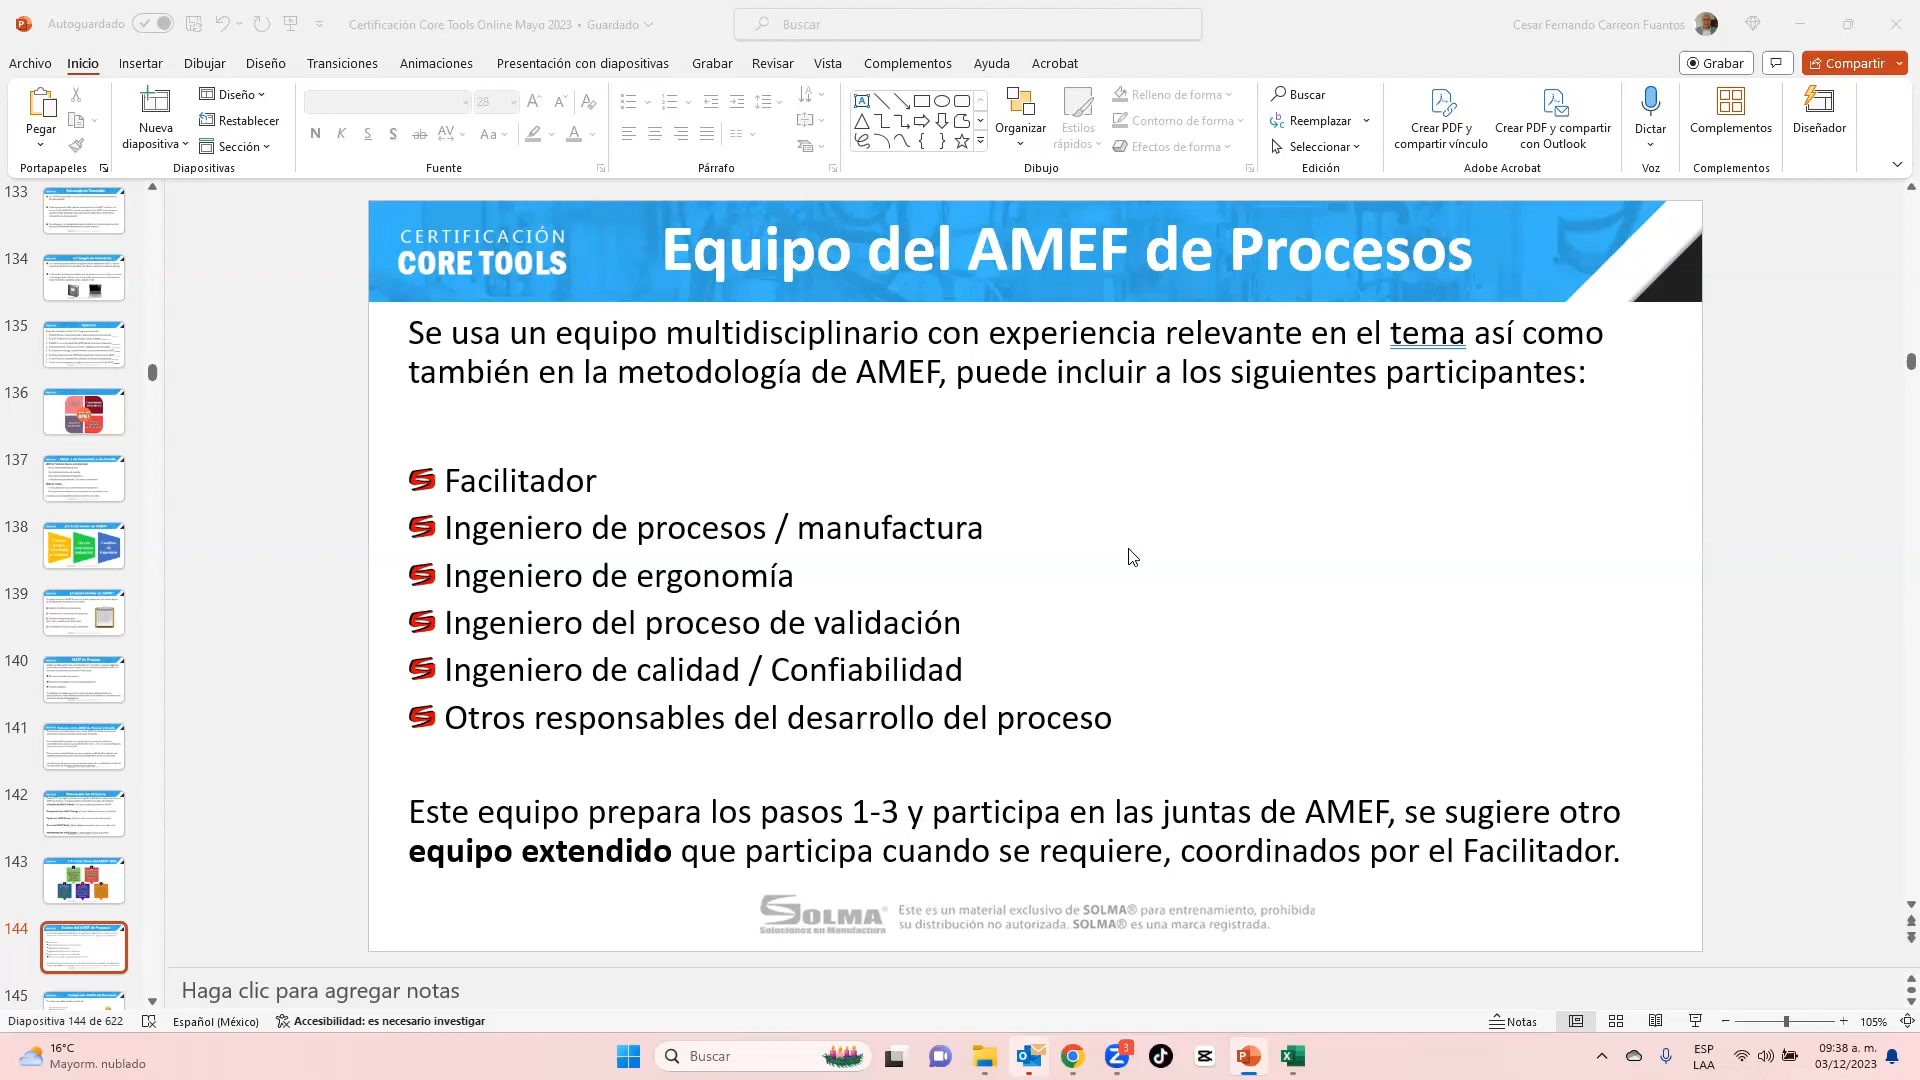 Autoguardado
Certificación Core Tools Online Mayo 2023 • Guardado
Buscar
Cesar Fernando Carreon Fuantos
Archivo Inicio Insertar Dibujar Diseño Transiciones Animaciones Presentación con diapositivas Grabar Revisar Vista Complementos Ayuda Acrobat
Grabar
Compartir
Pegar
Portapapeles
Nueva
diapositiva
Diseño
Restablecer
Sección
Diapositivas
28
N K S S ab AV Aa A
Fuente
Párrafo
Organizar
Estilos
rápidos
Relleno de forma
Contorno de forma
Efectos de forma
Dibujo
Buscar
Reemplazar
Seleccionar
Edición
Crear PDF y
compartir vínculo
Crear PDF y compartir
con Outlook
Adobe Acrobat
Dictar
Voz
Complementos
Complementos
Diseñador
133
134
135
136
137
138
139
140
141
142
143
144
145
CERTIFICACIÓN
CORE TOOLS
Equipo del AMEF de Procesos
Se usa un equipo multidisciplinario con experiencia relevante en el tema así como
también en la metodología de AMEF, puede incluir a los siguientes participantes:
Facilitador
Ingeniero de procesos / manufactura
Ingeniero de ergonomía
Ingeniero del proceso de validación
Ingeniero de calidad / Confiabilidad
Otros responsables del desarrollo del proceso
Este equipo prepara los pasos 1-3 y participa en las juntas de AMEF, se sugiere otro
equipo extendido que participa cuando se requiere, coordinados por el Facilitador.
SOLMA
Soluciones en Manufactura
Este es un material exclusivo de SOLMA® para entrenamiento, prohibida
su distribución no autorizada. SOLMA® es una marca registrada.
Haga clic para agregar notas
Diapositiva 144 de 622
Español (México)
Accesibilidad: es necesario investigar
Notas
105%
16°C
Mayorm. nublado
Buscar
3
ESP
LAA
09:38 a. m.
03/12/2023